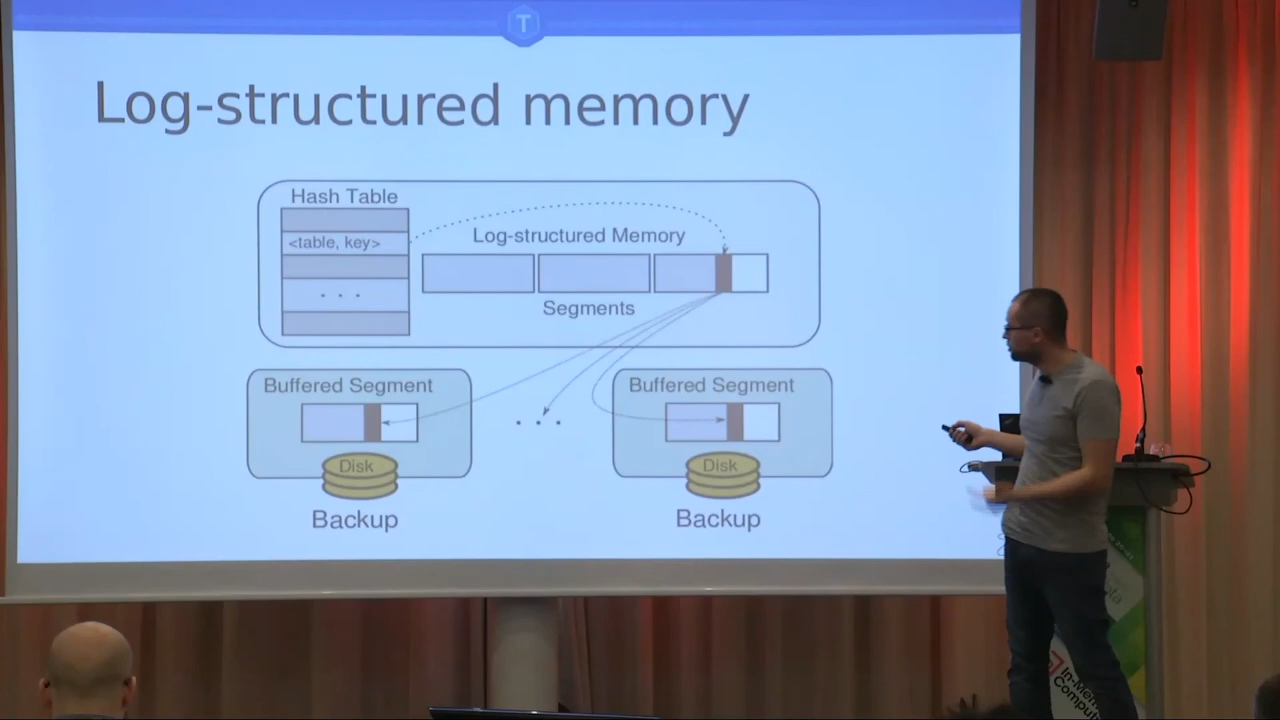 T
Log-structured memory
Hash Table
<table, key>
. . .
Log-structured Memory
Segments
Buffered Segment
Disk
Backup
. . .
Buffered Segment
Disk
Backup